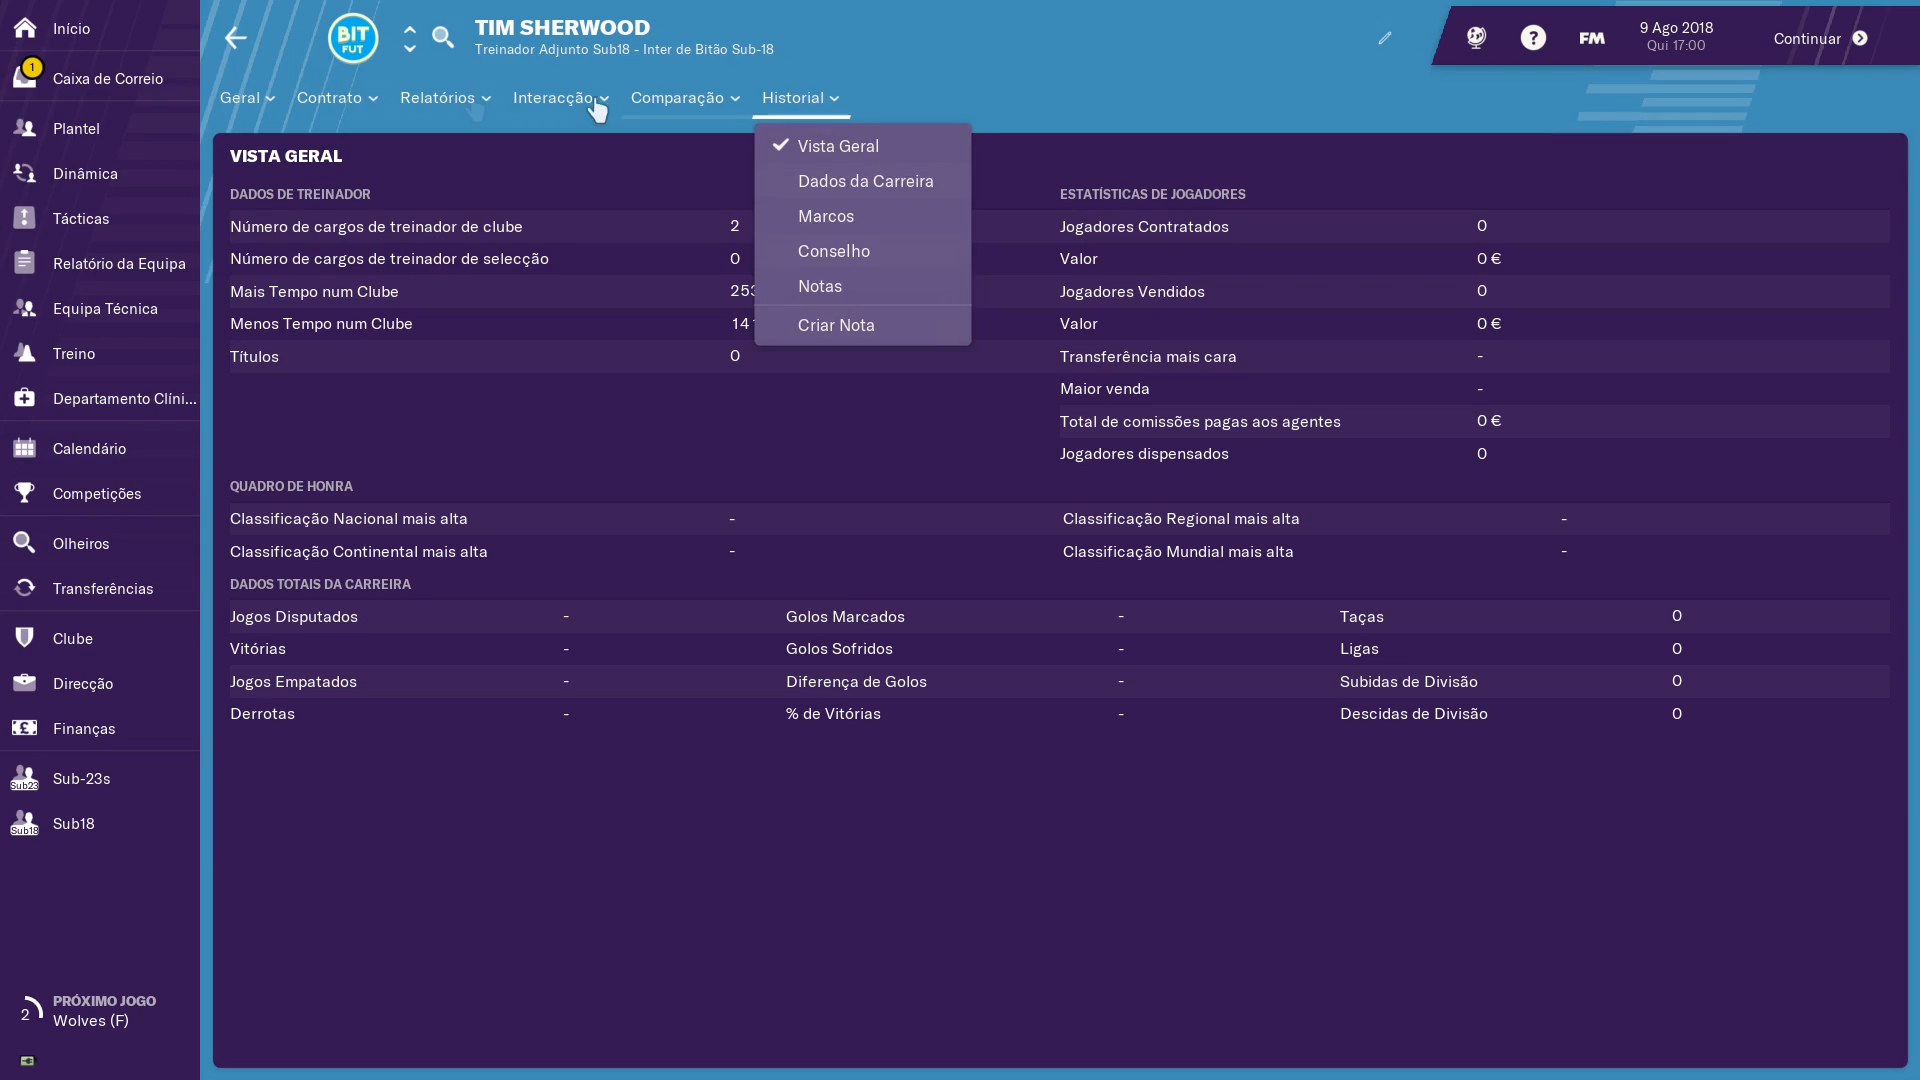 Início
1
Caixa de Correio
Plantel
Dinâmica
Tácticas
Relatório da Equipa
Equipa Técnica
Treino
Departamento Clíni...
Calendário
Competições
Olheiros
Transferências
Clube
Direcção
Finanças
Sub23
Sub-23s
Sub18
Sub18
2
PRÓXIMO JOGO
Wolves (F)
BIT
FUT
TIM SHERWOOD
Treinador Adjunto Sub18 - Inter de Bitão Sub-18
?
FM
9 Ago 2018
Qui 17:00
Continuar
Geral
Contrato
Relatórios
Interacção
Comparação
Historial
Vista Geral
Dados da Carreira
Marcos
Conselho
Notas
Criar Nota
VISTA GERAL
DADOS DE TREINADOR
Número de cargos de treinador de clube 2
Número de cargos de treinador de selecção 0
Mais Tempo num Clube 253
Menos Tempo num Clube 141
Títulos 0
ESTATÍSTICAS DE JOGADORES
Jogadores Contratados 0
Valor 0 €
Jogadores Vendidos 0
Valor 0 €
Transferência mais cara -
Maior venda -
Total de comissões pagas aos agentes 0 €
Jogadores dispensados 0
QUADRO DE HONRA
Classificação Nacional mais alta - Classificação Regional mais alta -
Classificação Continental mais alta - Classificação Mundial mais alta -
DADOS TOTAIS DA CARREIRA
Jogos Disputados - Golos Marcados - Taças 0
Vitórias - Golos Sofridos - Ligas 0
Jogos Empatados - Diferença de Golos - Subidas de Divisão 0
Derrotas - % de Vitórias - Descidas de Divisão 0